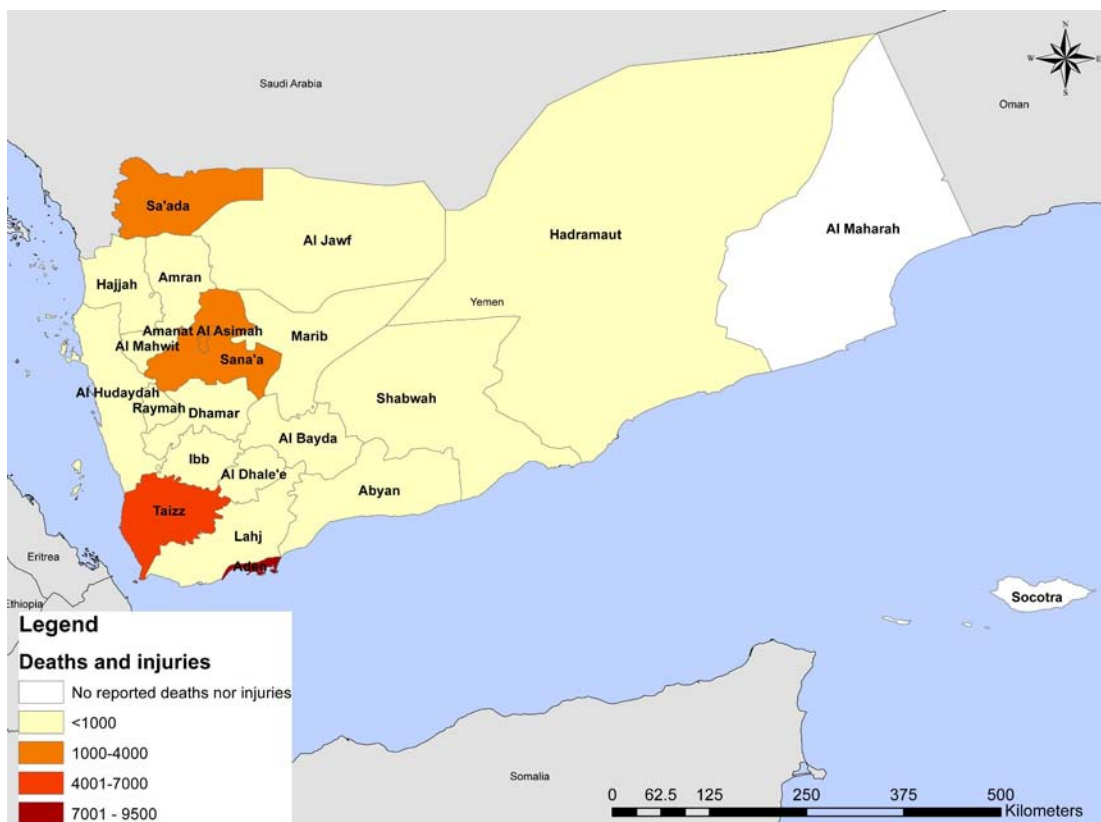 N
W E
S
Saudi Arabia
Oman
Sa'ada
Al Jawf
Hadramaut
Al Maharah
Hajjah
Amran
Yemen
Amanat Al Asimah
Marib
Al Mahwit
Sana'a
Al Hudaydah
Shabwah
Raymah
Dhamar
Al Bayda
Ibb
Al Dhale'e
Abyan
Taizz
Lahj
Eritrea
Aden
Ethiopia
Socotra
Legend
Deaths and injuries
No reported deaths nor injuries
<1000
1000-4000
4001-7000
7001 - 9500
Somalia
0 62.5 125 250 375 500
Kilometers